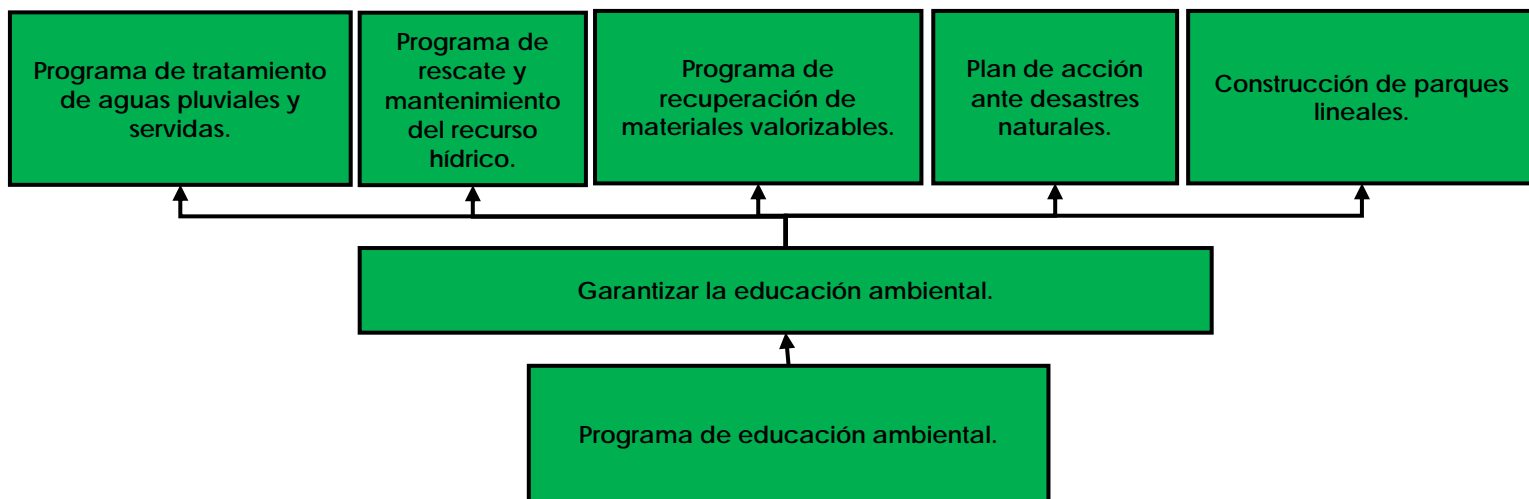 Programa de tratamiento
de aguas pluviales y
servidas.
Programa de
rescate y
mantenimiento
del recurso
hídrico.
Programa de
recuperación de
materiales valorizables.
Plan de acción
ante desastres
naturales.
Construcción de parques
lineales.
Garantizar la educación ambiental.
Programa de educación ambiental.